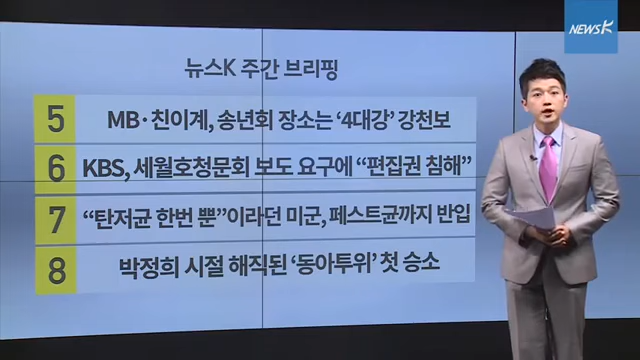 NEWSK
뉴스K 주간 브리핑
5 MB·친이계, 송년회 장소는 ‘4대강’ 강천보
6 KBS, 세월호청문회 보도 요구에 “편집권 침해”
7 “탄저균 한번 뿐”이라던 미군, 페스트균까지 반입
8 박정희 시절 해직된 ‘동아투위’ 첫 승소